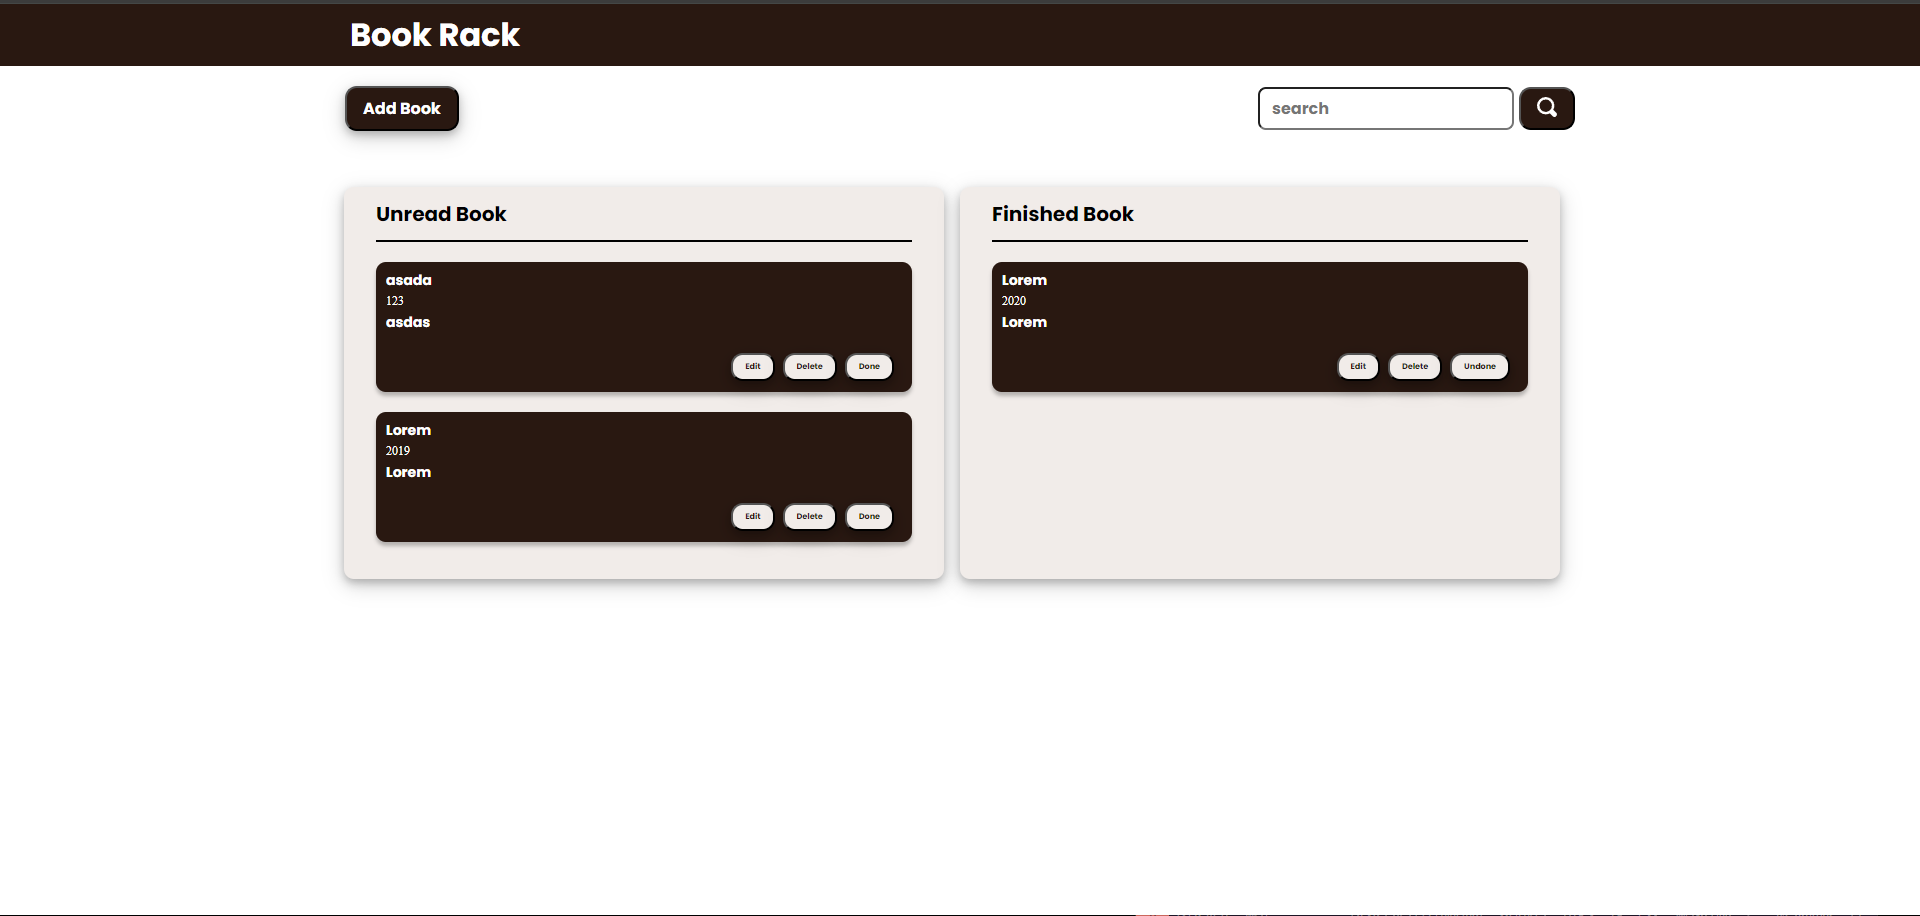 Book Rack
Add Book
search
Unread Book
asada
123
asdas
Edit Delete Done
Lorem
2019
Lorem
Edit Delete Done
Finished Book
Lorem
2020
Lorem
Edit Delete Undone